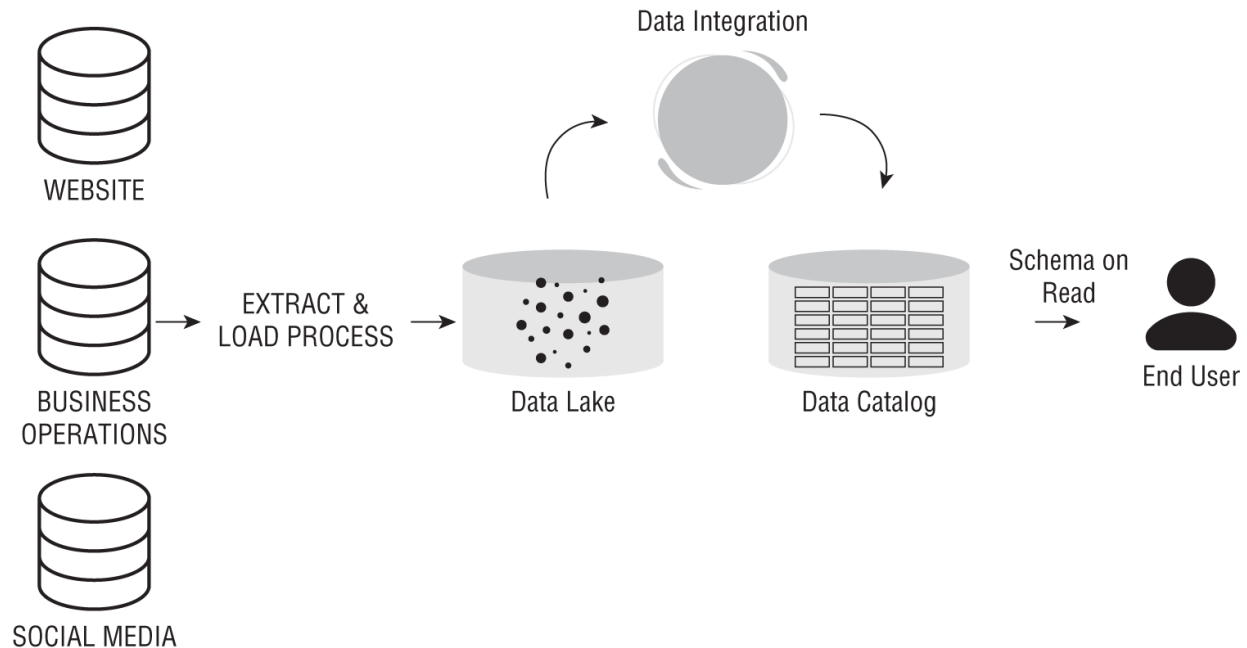 Data Integration
WEBSITE
EXTRACT &
LOAD PROCESS
Schema on
Read
BUSINESS
OPERATIONS
Data Lake
Data Catalog
End User
SOCIAL MEDIA